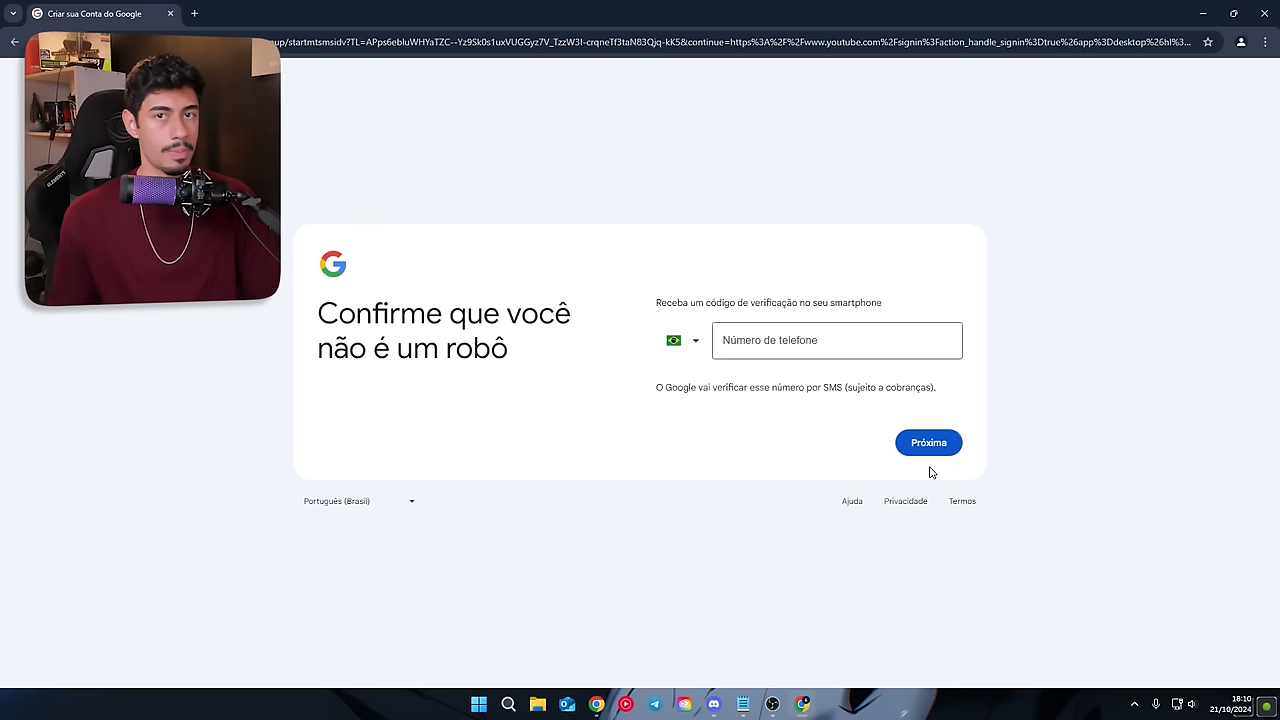 Criar sua Conta do Google
Confirme que você
não é um robô
Receba um código de verificação no seu smartphone
Número de telefone
O Google vai verificar esse número por SMS (sujeito a cobranças).
Próxima
Português (Brasil)
Ajuda
Privacidade
Termos
18:10
21/10/2024